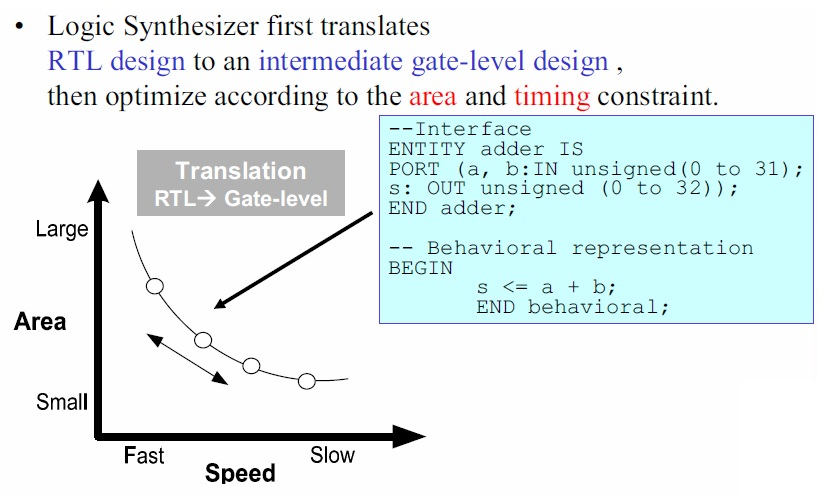 • Logic Synthesizer first translates
RTL design to an intermediate gate-level design ,
then optimize according to the area and timing constraint.
Translation
RTL→ Gate-level
--Interface
ENTITY adder IS
PORT (a, b:IN unsigned(0 to 31);
s: OUT unsigned (0 to 32));
END adder;
-- Behavioral representation
BEGIN
s <= a + b;
END behavioral;
Large
Area
Small
Fast
Slow
Speed